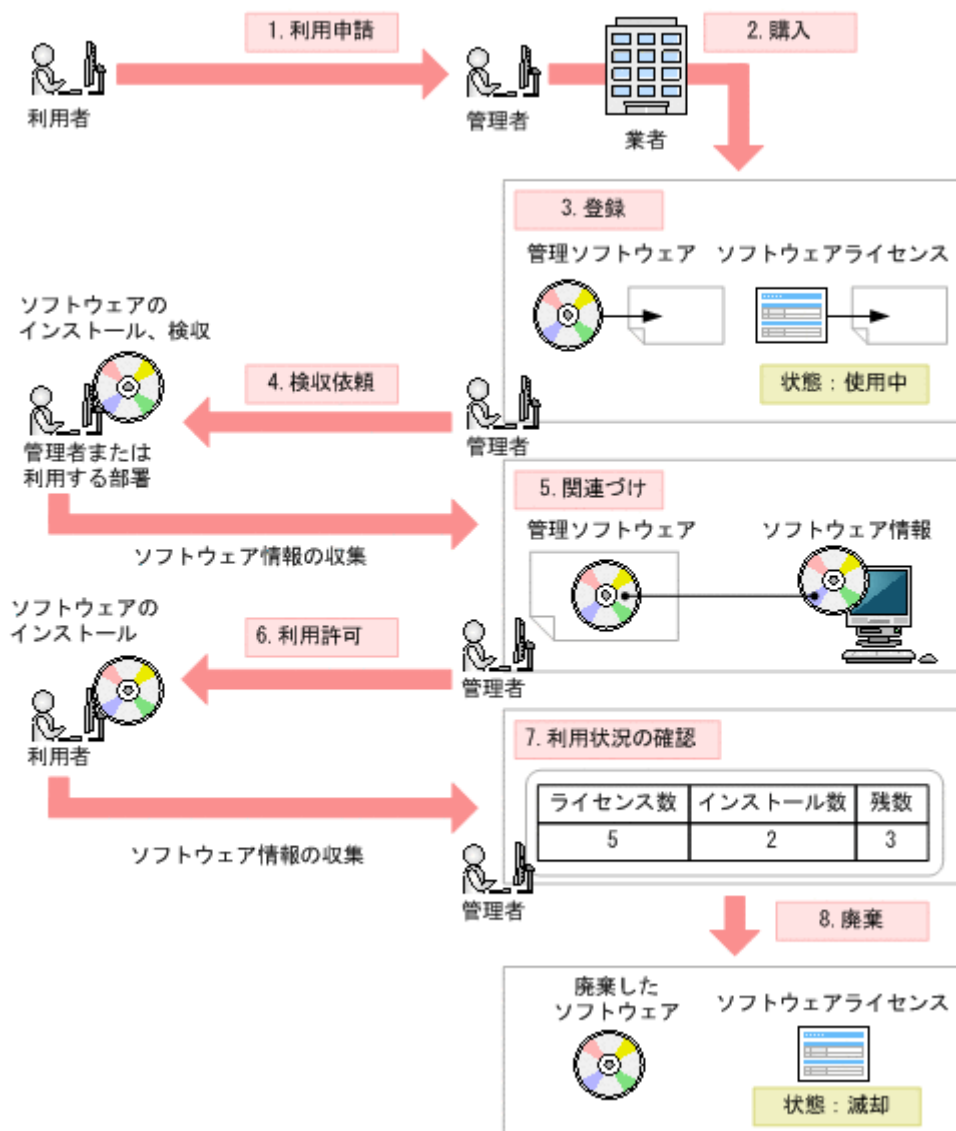 1. 利用申請
2. 購入
利用者
管理者
業者
3. 登録
管理ソフトウェア
ソフトウェアライセンス
状態：使用中
管理者
ソフトウェアの
インストール、検収
4. 検収依頼
管理者または
利用する部署
ソフトウェア情報の収集
5. 関連づけ
管理ソフトウェア
ソフトウェア情報
管理者
ソフトウェアの
インストール
6. 利用許可
利用者
ソフトウェア情報の収集
7. 利用状況の確認
ライセンス数 インストール数 残数
5 2 3
管理者
8. 廃棄
廃棄した
ソフトウェア
ソフトウェアライセンス
状態：滅却